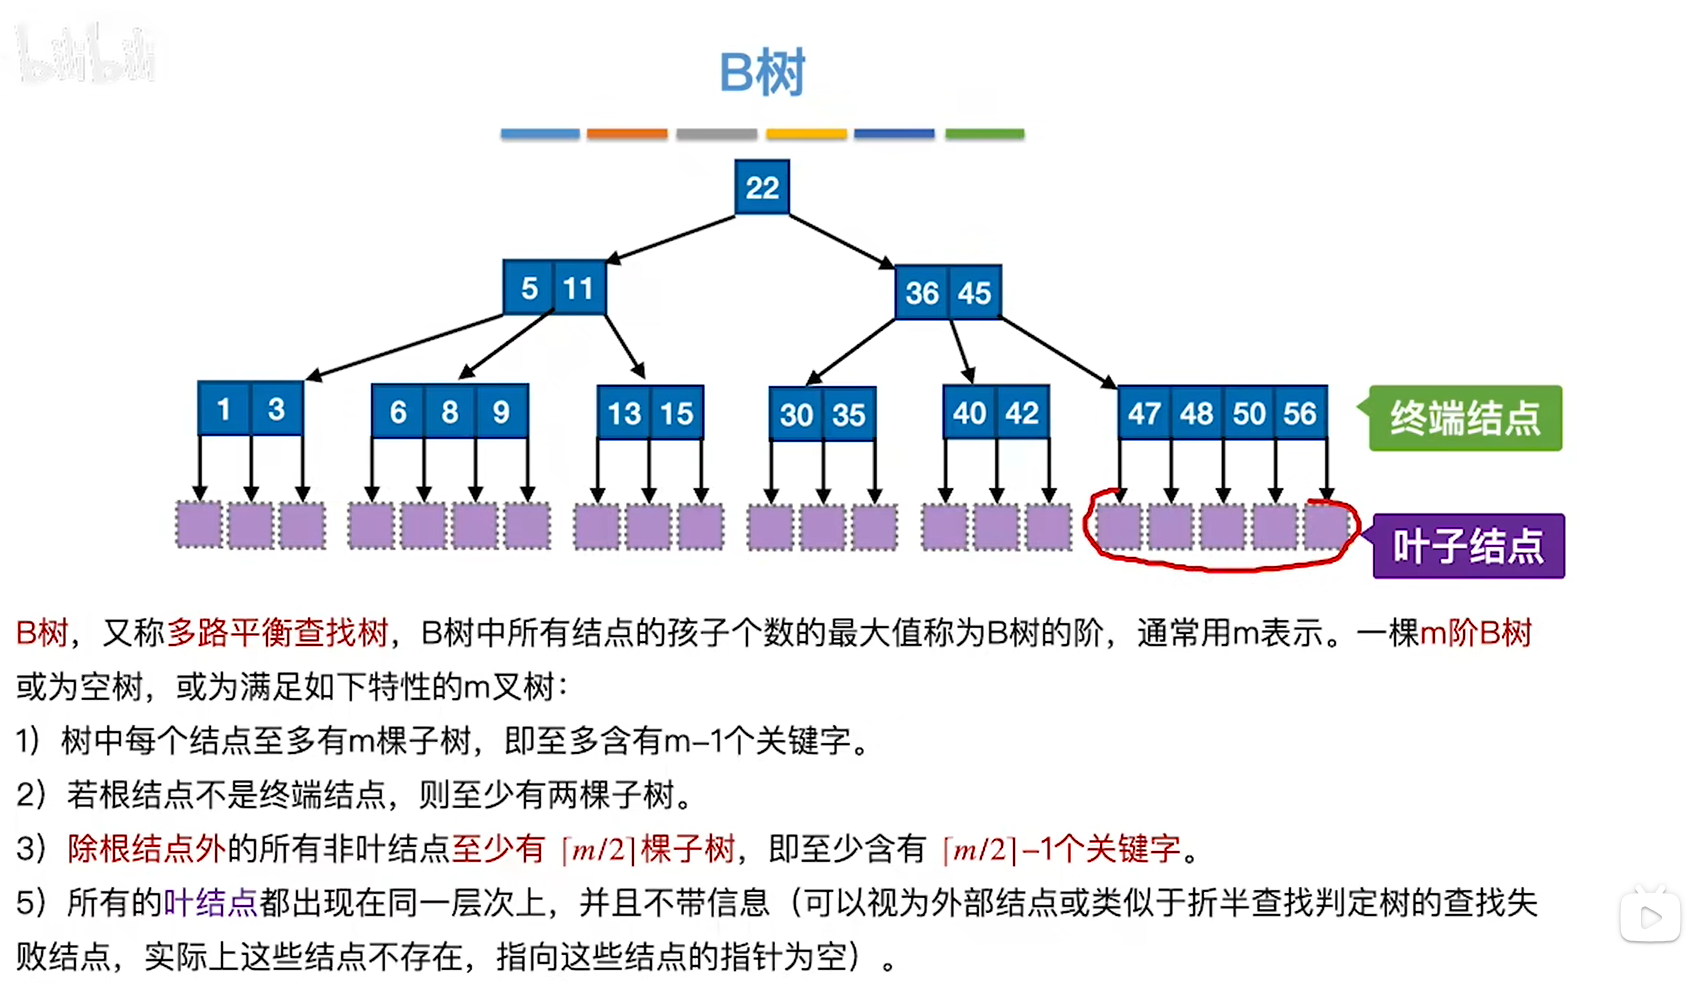 bilibili
B树
22
5 11
36 45
1 3
6 8 9
13 15
30 35
40 42
47 48 50 56
终端结点
叶子结点
B树，又称多路平衡查找树，B树中所有结点的孩子个数的最大值称为B树的阶，通常用m表示。一棵m阶B树
或为空树，或为满足如下特性的m叉树：
1）树中每个结点至多有m棵子树，即至多含有m-1个关键字。
2）若根结点不是终端结点，则至少有两棵子树。
3）除根结点外的所有非叶结点至少有 ⌈m/2⌉棵子树，即至少含有 ⌈m/2⌉-1个关键字。
5）所有的叶结点都出现在同一层次上，并且不带信息（可以视为外部结点或类似于折半查找判定树的查找失
败结点，实际上这些结点不存在，指向这些结点的指针为空）。